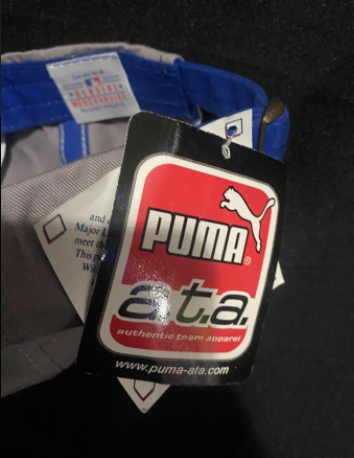 GENUINE
MERCHANDISE
and
Major L
meet th
This p
Wi
PUMA®
a.t.a.
authentic team apparel
www.puma-ata.com